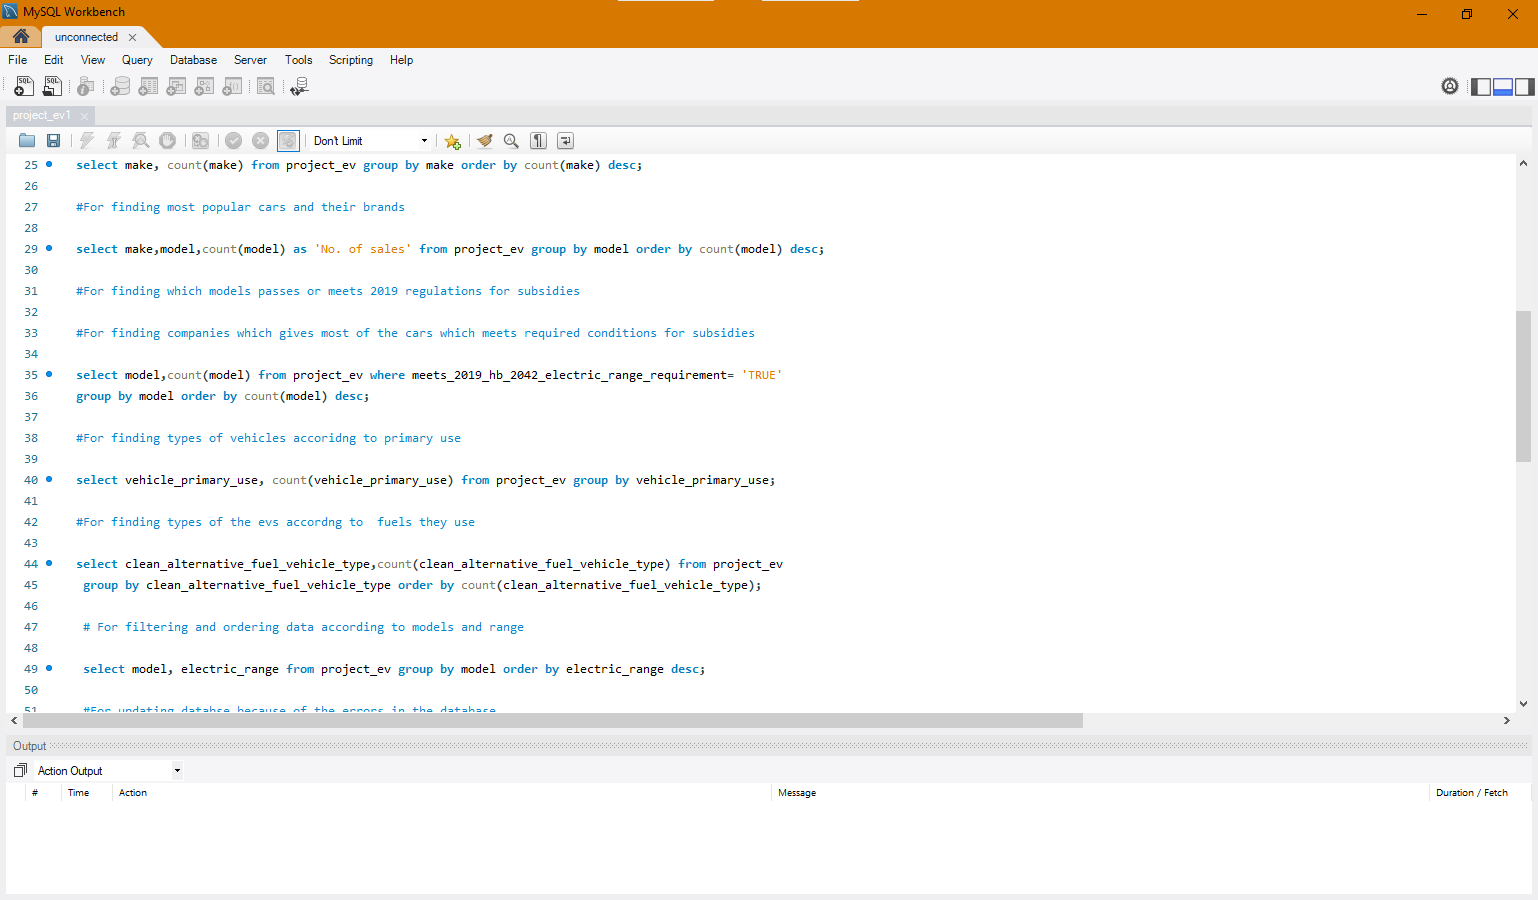 MySQL Workbench
unconnected
File Edit View Query Database Server Tools Scripting Help
project_ev1
Don't Limit
25 select make, count(make) from project_ev group by make order by count(make) desc;
26
27 #For finding most popular cars and their brands
28
29 select make,model,count(model) as 'No. of sales' from project_ev group by model order by count(model) desc;
30
31 #For finding which models passes or meets 2019 regulations for subsidies
32
33 #For finding companies which gives most of the cars which meets required conditions for subsidies
34
35 select model,count(model) from project_ev where meets_2019_hb_2042_electric_range_requirement= 'TRUE'
36 group by model order by count(model) desc;
37
38 #For finding types of vehicles accoridng to primary use
39
40 select vehicle_primary_use, count(vehicle_primary_use) from project_ev group by vehicle_primary_use;
41
42 #For finding types of the evs accordng to  fuels they use
43
44 select clean_alternative_fuel_vehicle_type,count(clean_alternative_fuel_vehicle_type) from project_ev
45 group by clean_alternative_fuel_vehicle_type order by count(clean_alternative_fuel_vehicle_type);
46
47 # For filtering and ordering data according to models and range
48
49 select model, electric_range from project_ev group by model order by electric_range desc;
50
51 #For updating databse because of the errors in the database
Output
Action Output
# Time Action Message Duration / Fetch